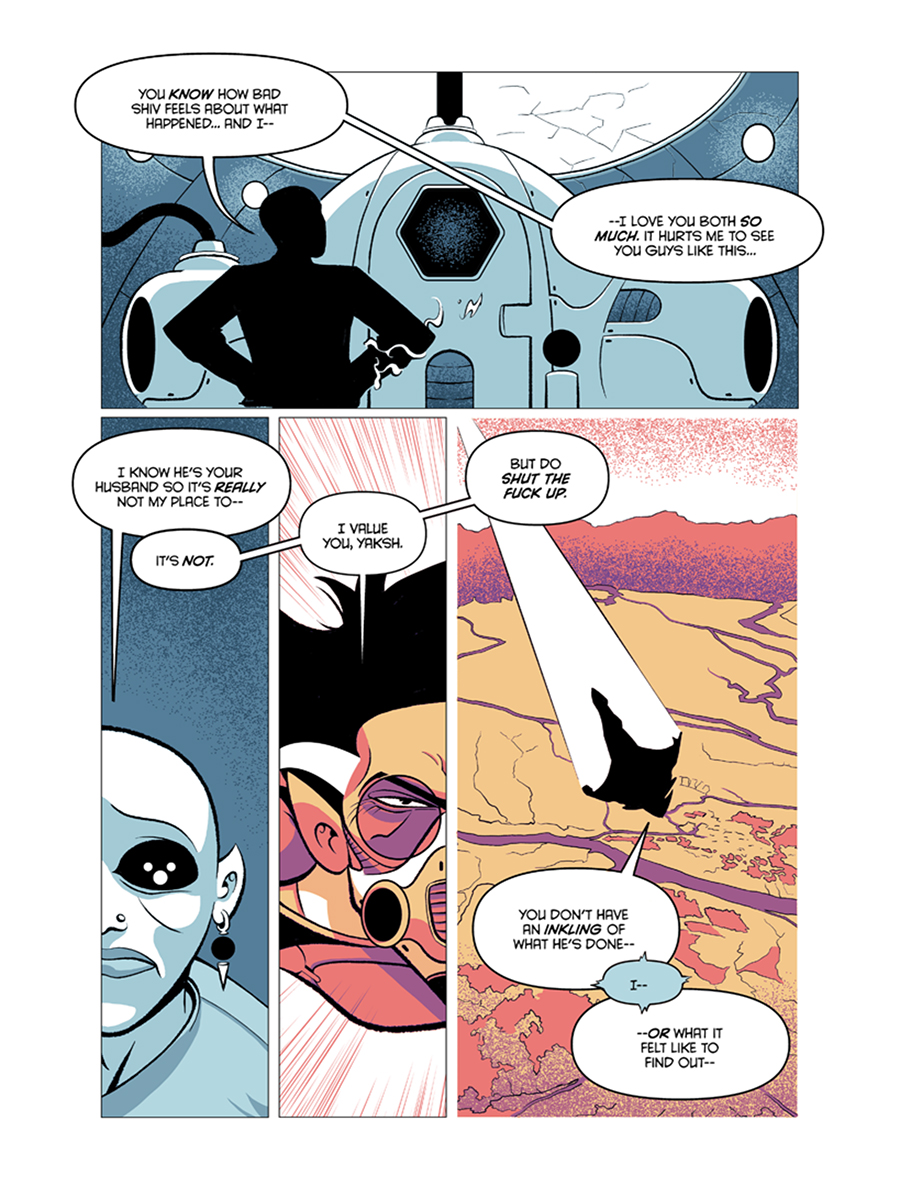 YOU KNOW HOW BAD
SHIV FEELS ABOUT WHAT
HAPPENED... AND I--
--I LOVE YOU BOTH SO
MUCH. IT HURTS ME TO SEE
YOU GUYS LIKE THIS...
I KNOW HE'S YOUR
HUSBAND SO IT'S REALLY
NOT MY PLACE TO--
IT'S NOT.
I VALUE
YOU, YAKSH.
BUT DO
SHUT THE
FUCK UP.
YOU DON'T HAVE
AN INKLING OF
WHAT HE'S DONE--
I--
--OR WHAT IT
FELT LIKE TO
FIND OUT--